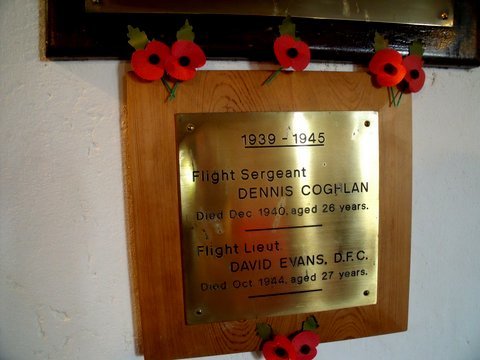 1939 - 1945
Flight Sergeant
DENNIS COGHLAN
Died Dec 1940, aged 26 years.
Flight Lieut
DAVID EVANS, D.F.C.
Died Oct 1944, aged 27 years.